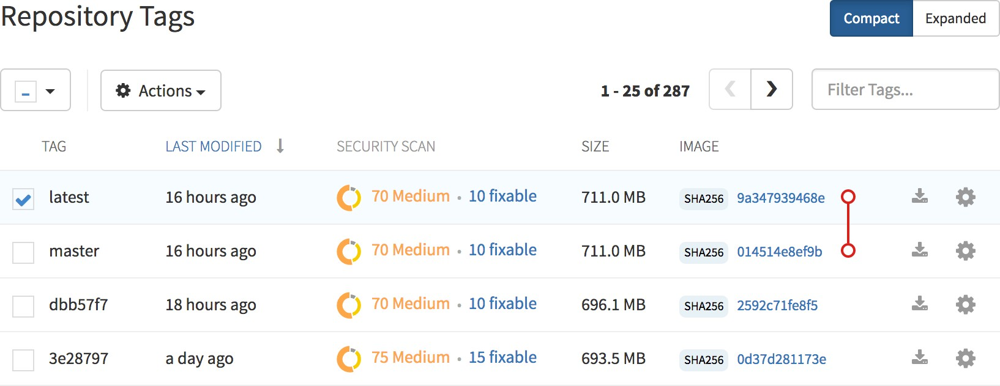 Repository Tags
Compact Expanded
Actions 1 - 25 of 287 Filter Tags...
TAG LAST MODIFIED SECURITY SCAN SIZE IMAGE
latest 16 hours ago 70 Medium • 10 fixable 711.0 MB SHA256 9a347939468e
master 16 hours ago 70 Medium • 10 fixable 711.0 MB SHA256 014514e8ef9b
dbb57f7 18 hours ago 70 Medium • 10 fixable 696.1 MB SHA256 2592c71fe8f5
3e28797 a day ago 75 Medium • 15 fixable 693.5 MB SHA256 0d37d281173e